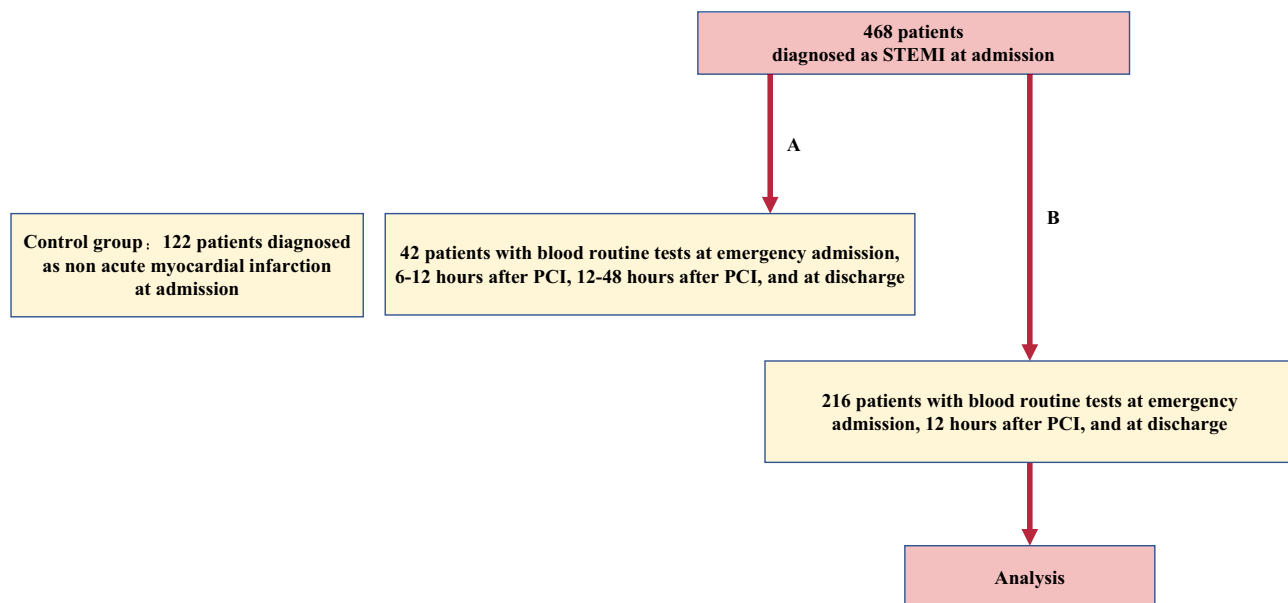 468 patients
diagnosed as STEMI at admission
A
B
Control group：122 patients diagnosed
as non acute myocardial infarction
at admission
42 patients with blood routine tests at emergency admission,
6-12 hours after PCI, 12-48 hours after PCI, and at discharge
216 patients with blood routine tests at emergency
admission, 12 hours after PCI, and at discharge
Analysis